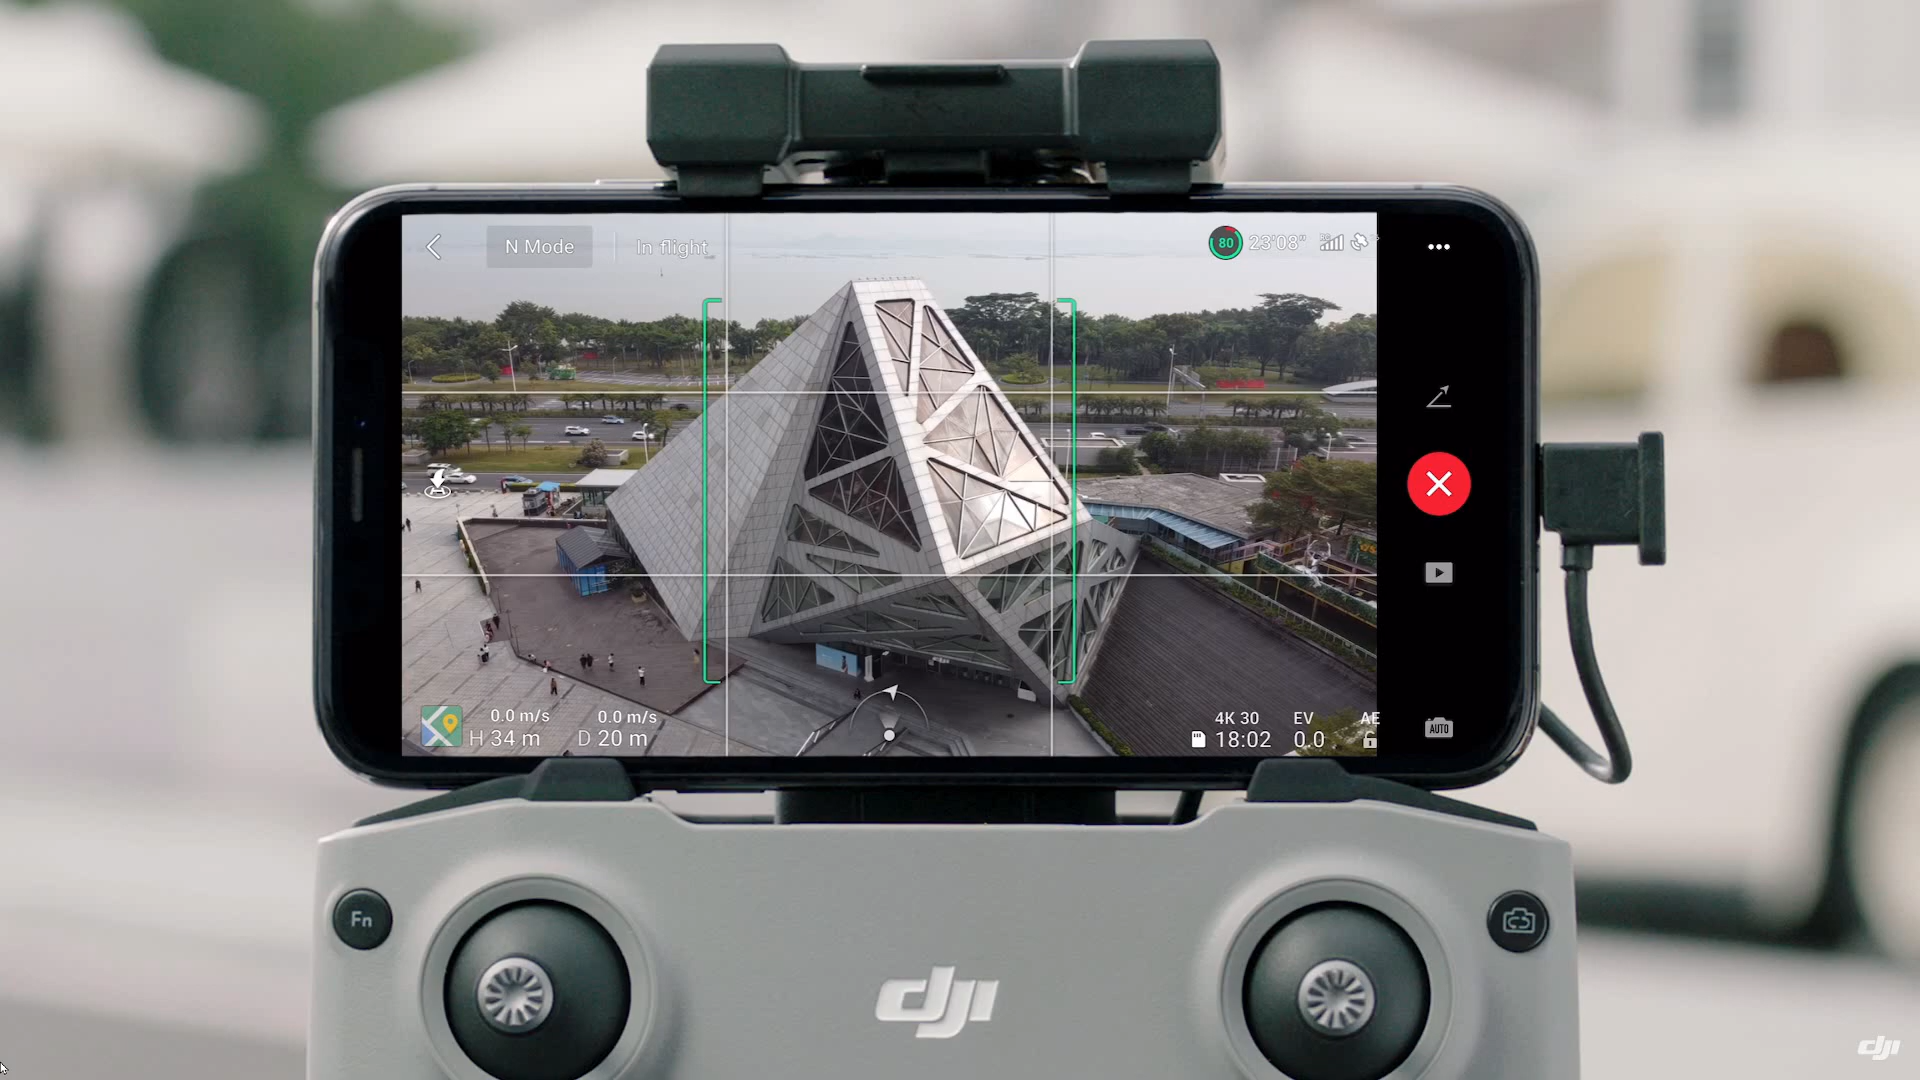 N Mode
In flight
80
23'08"
RC
0.0 m/s
0.0 m/s
H 34 m
D 20 m
4K 30
EV
AE
18:02
0.0
AUTO
Fn
dji
dji